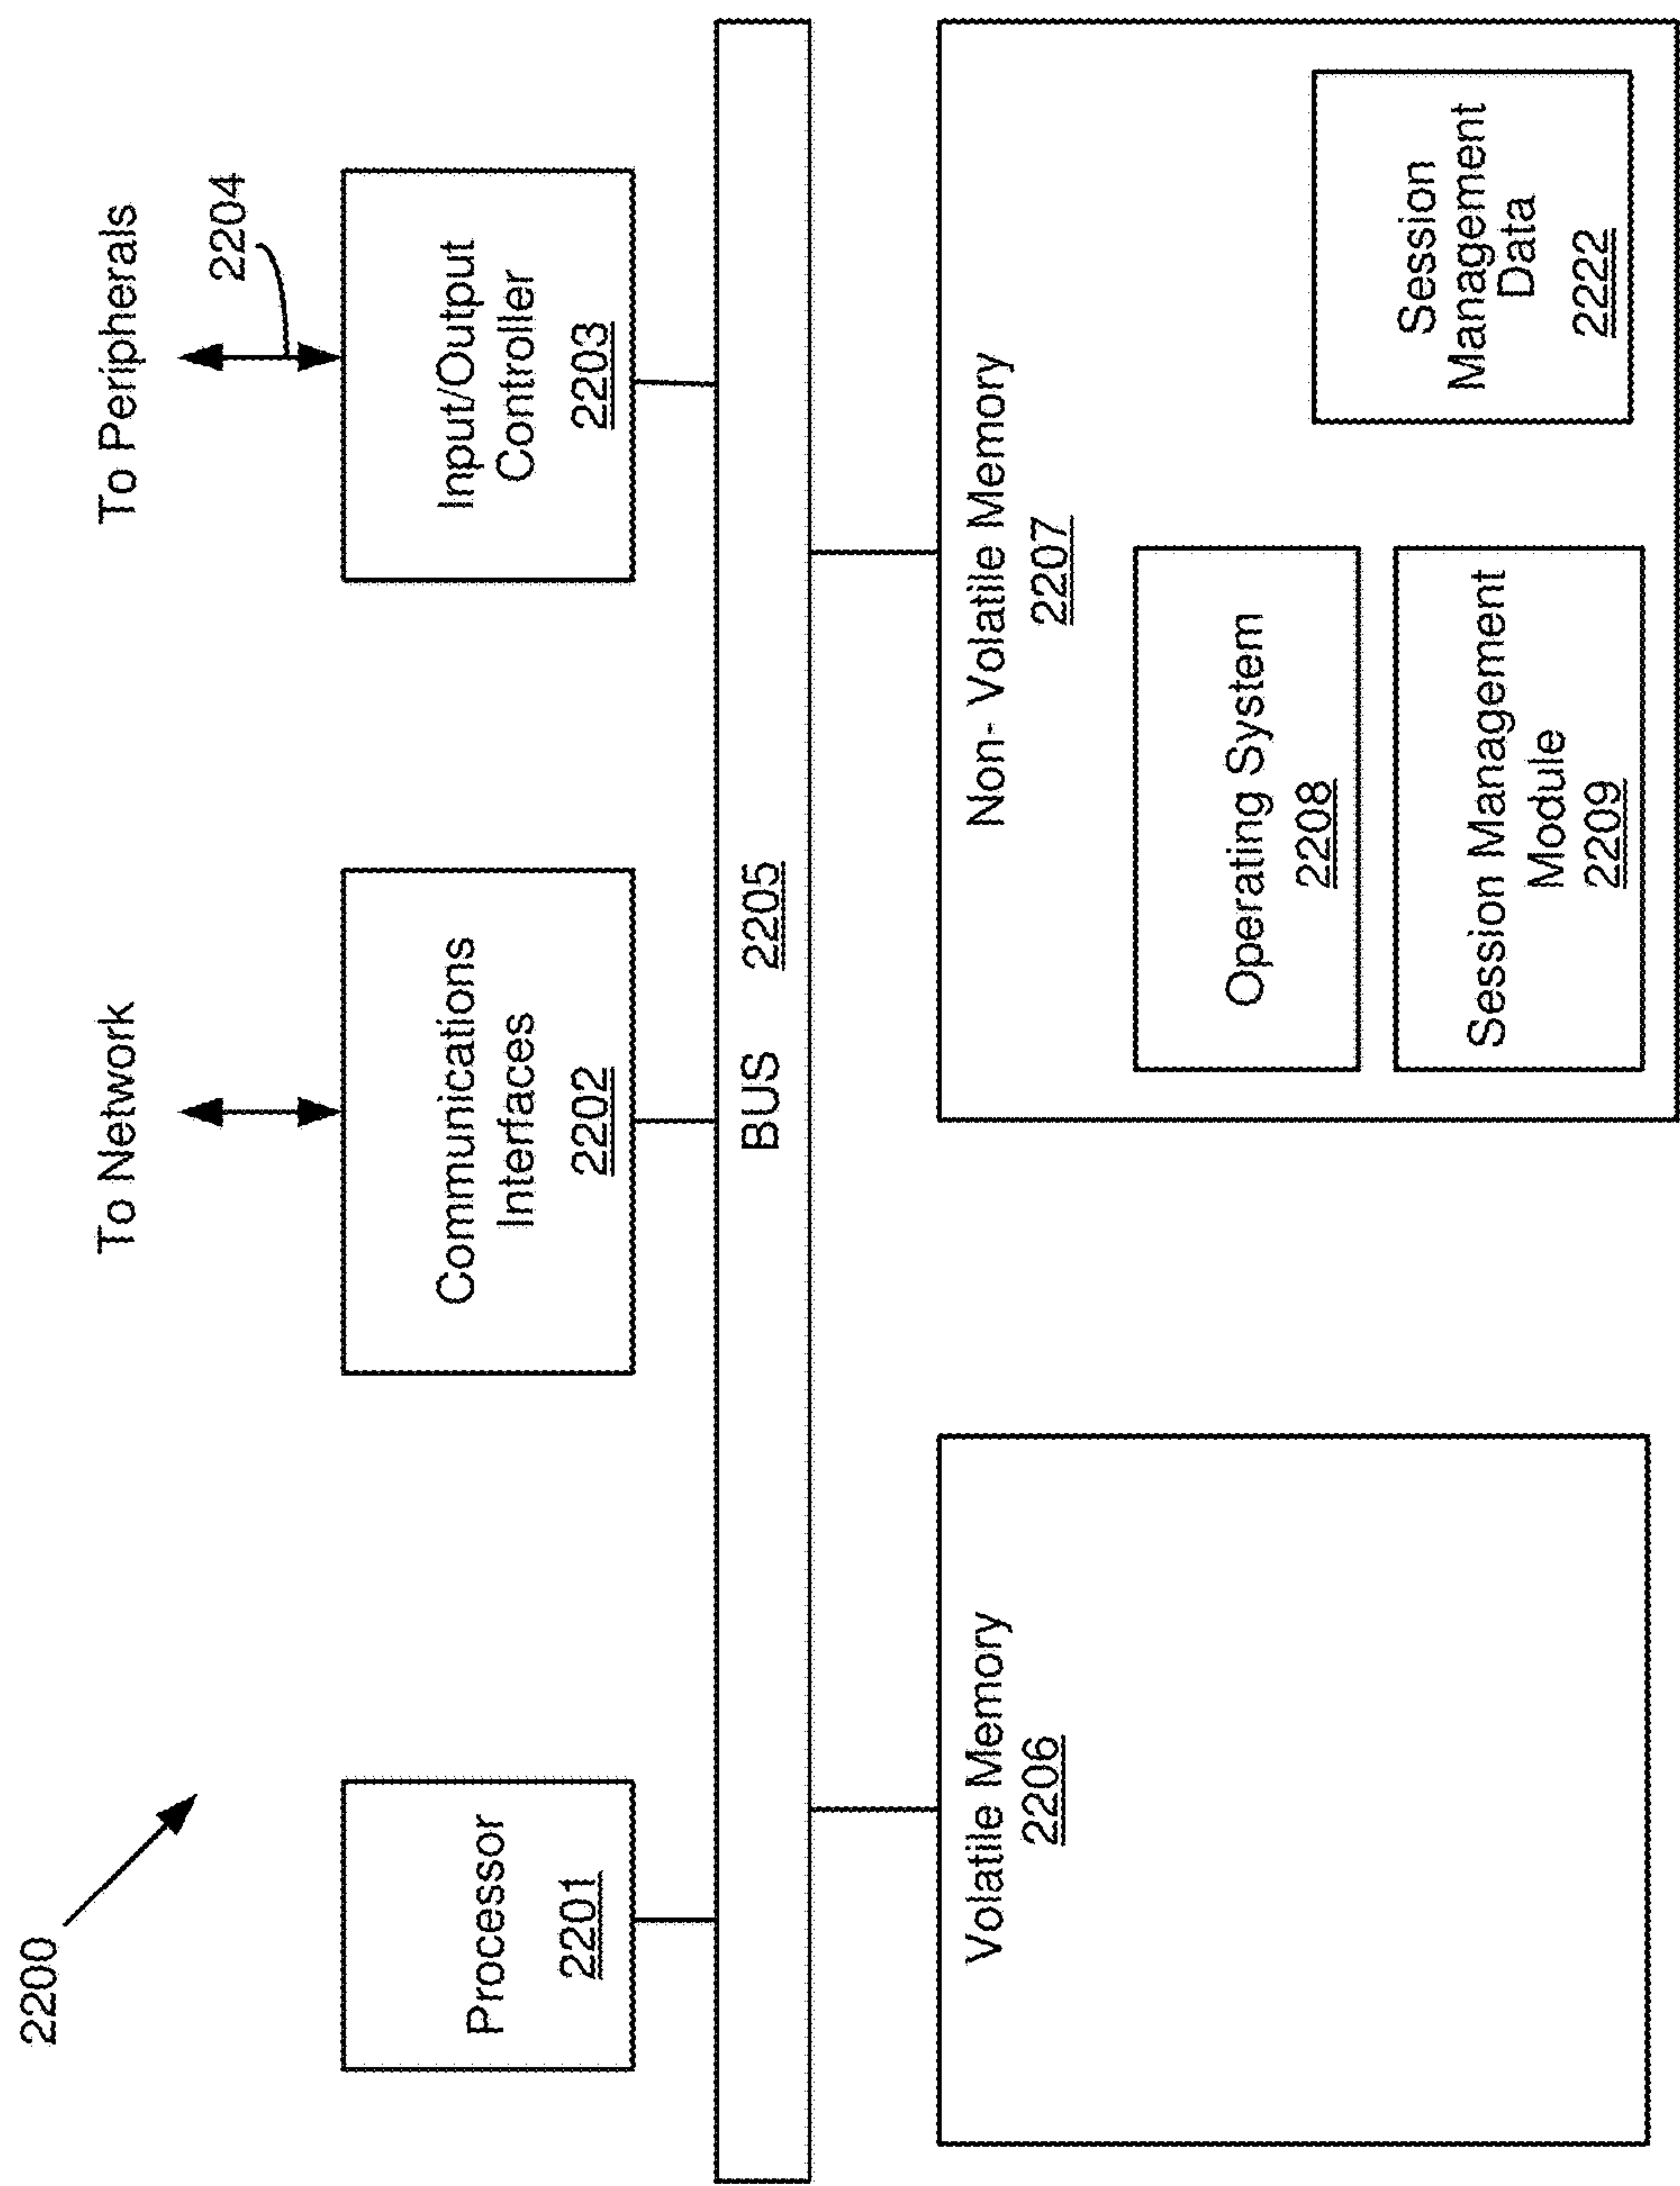 2200
To Network
To Peripherals
2204
Processor
2201
Communications
Interfaces
2202
Input/Output
Controller
2203
BUS 2205
Volatile Memory
2206
Non- Volatile Memory
2207
Operating System
2208
Session Management
Module
2209
Session
Management
Data
2222